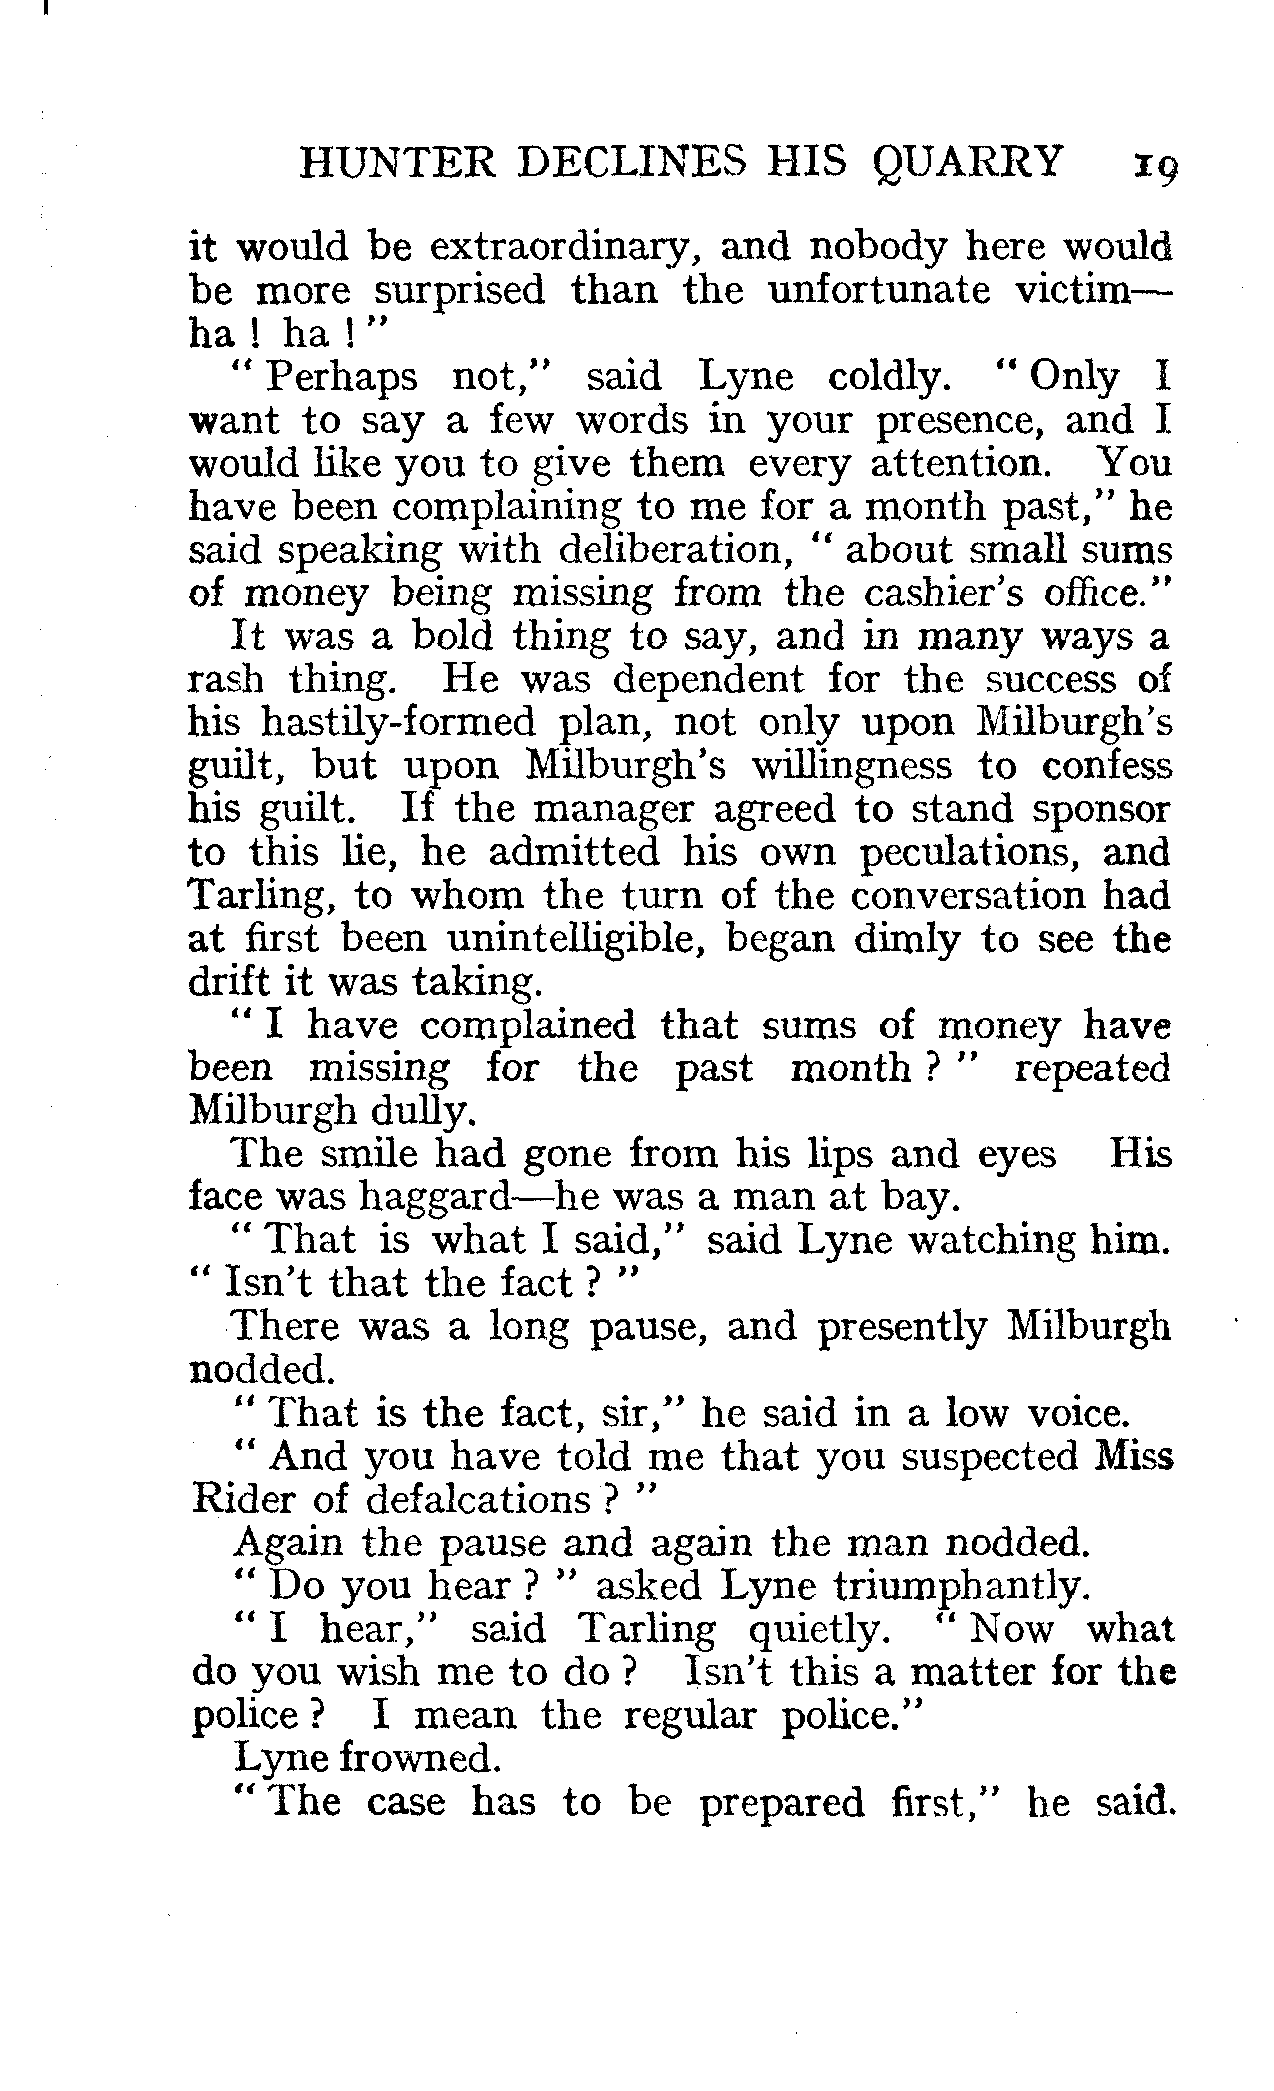 HUNTER DECLINES HIS QUARRY 19
it would be extraordinary, and nobody here would
be more surprised than the unfortunate victim—
ha ! ha ! "
" Perhaps not," said Lyne coldly. " Only I
want to say a few words in your presence, and I
would like you to give them every attention. You
have been complaining to me for a month past," he
said speaking with deliberation, " about small sums
of money being missing from the cashier's office."
It was a bold thing to say, and in many ways a
rash thing. He was dependent for the success of
his hastily-formed plan, not only upon Milburgh's
guilt, but upon Milburgh's willingness to confess
his guilt. If the manager agreed to stand sponsor
to this lie, he admitted his own peculations, and
Tarling, to whom the turn of the conversation had
at first been unintelligible, began dimly to see the
drift it was taking.
" I have complained that sums of money have
been missing for the past month ? " repeated
Milburgh dully.
The smile had gone from his lips and eyes His
face was haggard—he was a man at bay.
" That is what I said," said Lyne watching him.
" Isn't that the fact ? "
There was a long pause, and presently Milburgh
nodded.
" That is the fact, sir," he said in a low voice.
" And you have told me that you suspected Miss
Rider of defalcations ? "
Again the pause and again the man nodded.
" Do you hear ? " asked Lyne triumphantly.
" I hear," said Tarling quietly. " Now what
do you wish me to do ? Isn't this a matter for the
police ? I mean the regular police."
Lyne frowned.
" The case has to be prepared first," he said.